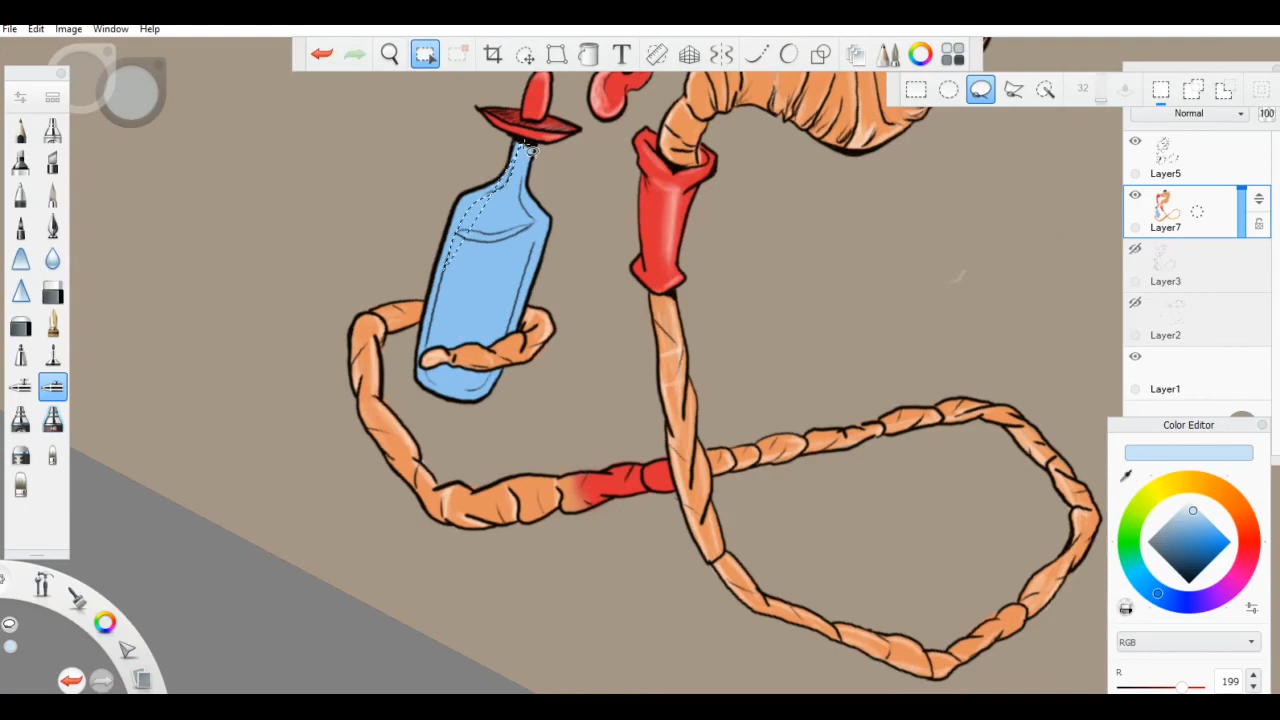 File Edit Image Window Help
T
32
Normal 100
Layer5
Layer7
Layer3
Layer2
Layer1
Color Editor
RGB
R 199